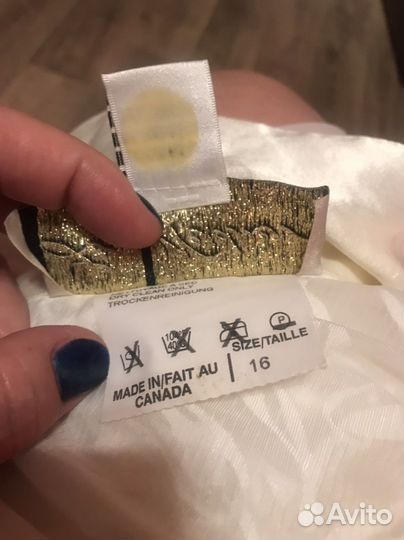 DRY CLEAN ONLY
TROCKENREINIGUNG
P
SIZE/TAILLE
MADE IN/FAIT AU
CANADA
16
Avito